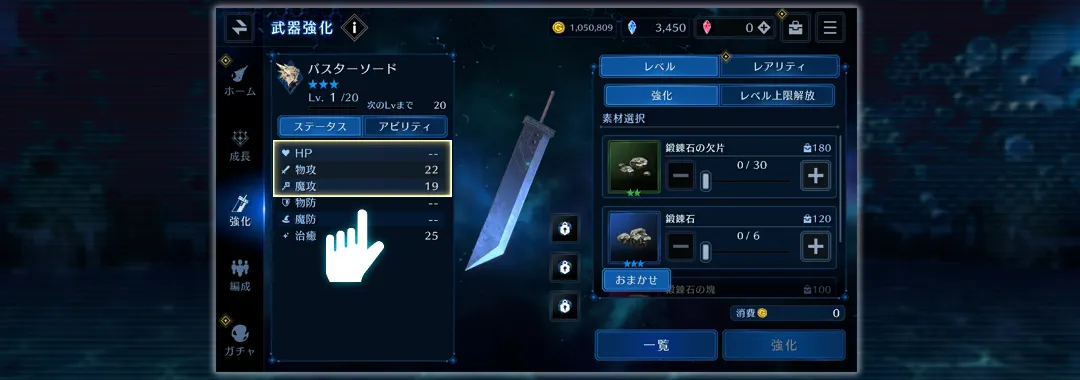 武器強化 i
1,050,809
3,450
0
ホーム
成長
強化
編成
ガチャ
バスターソード
★★★
Lv. 1 /20
次のLvまで 20
ステータス アビリティ
HP --
物攻 22
魔攻 19
物防 --
魔防 --
治癒 25
レベル レアリティ
強化 レベル上限解放
素材選択
鍛錬石の欠片 180
0 / 30
★★
鍛錬石 120
0 / 6
★★★
おまかせ
鍛錬石の塊 100
消費 0
一覧 強化